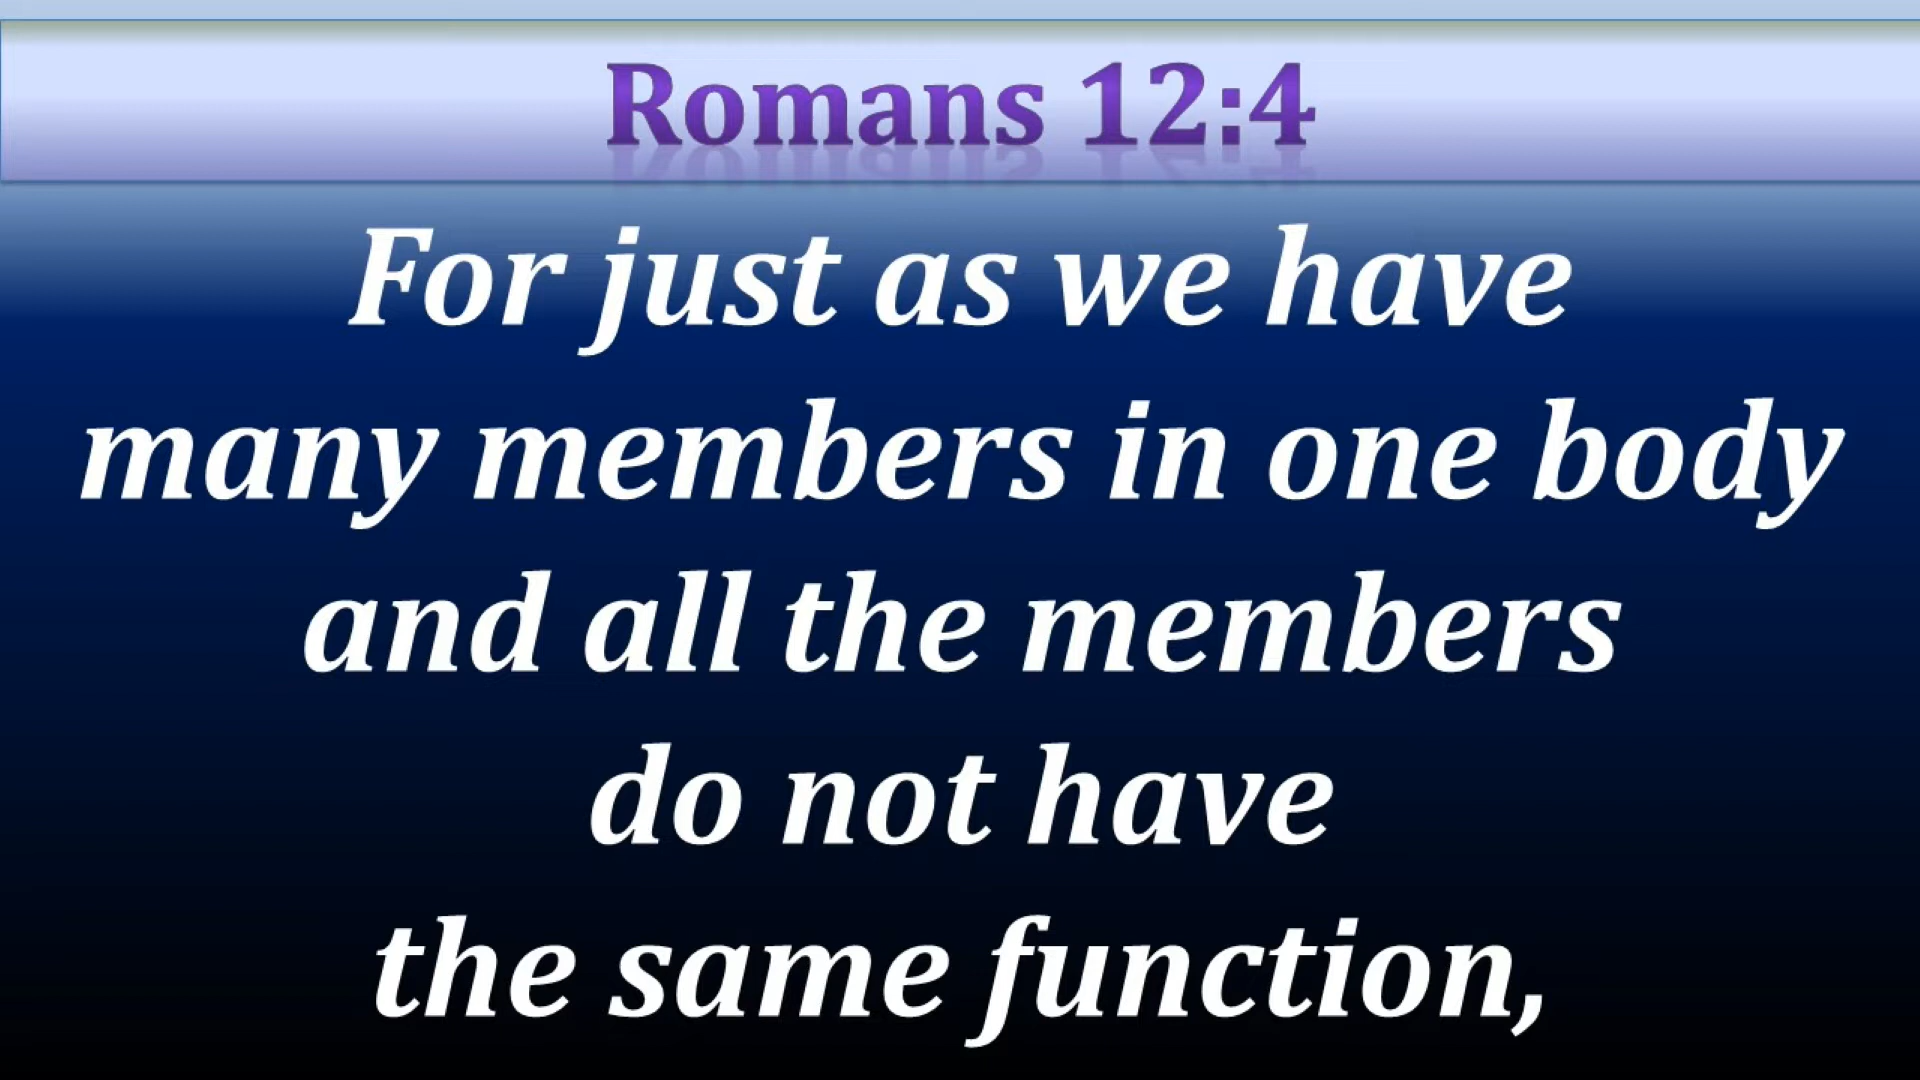 Romans 12:4
For just as we have
many members in one body
and all the members
do not have
the same function,